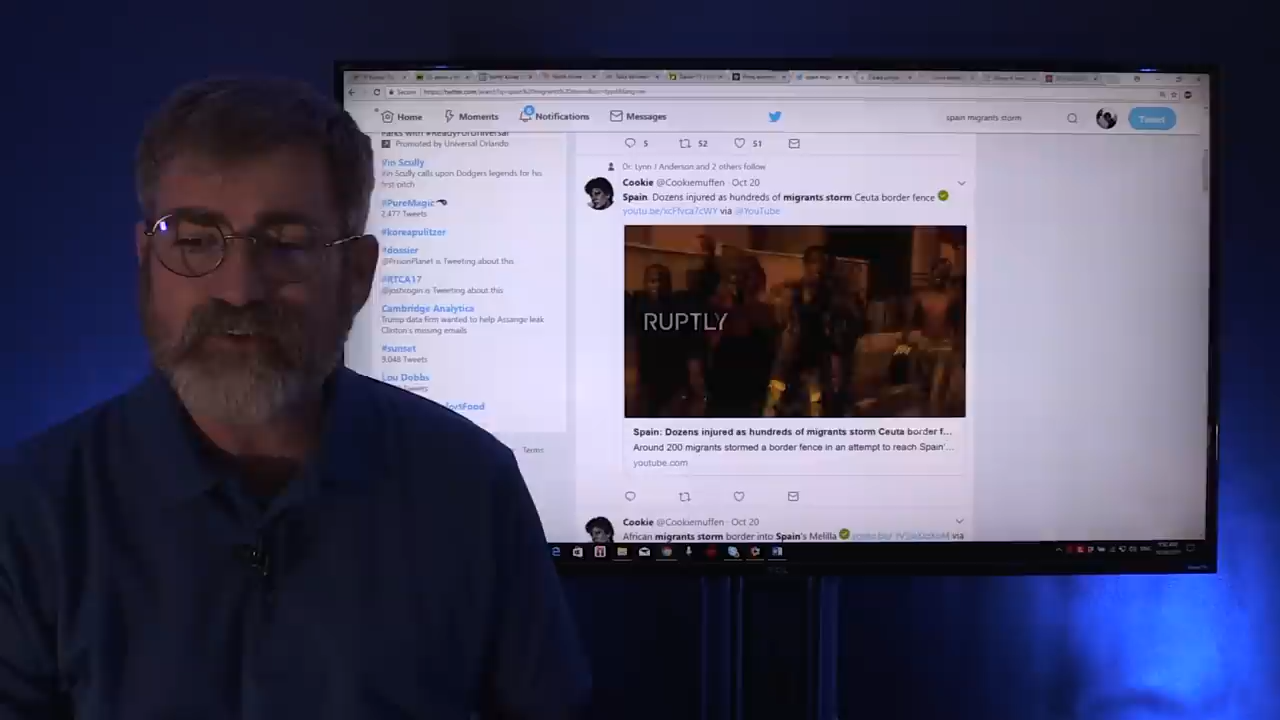 Secure
Home
Moments
6
Notifications
Messages
spain migrants storm
Tweet
Promoted by Universal Orlando
Vin Scully
Vin Scully calls upon Dodgers legends for his
first pitch
#PureMagic
2,477 Tweets
#koreapulitzer
#dossier
@PrisonPlanet is Tweeting about this
#RTCA17
@joshrogin is Tweeting about this
Cambridge Analytica
Trump data firm wanted to help Assange leak
Clinton's missing emails
#sunset
9,048 Tweets
Lou Dobbs
Tweets
Terms
5 52 51
Dr. Lynn / Anderson and 2 others follow
Cookie @Cookiemuffen · Oct 20
Spain: Dozens injured as hundreds of migrants storm Ceuta border fence
via @YouTube
RUPTLY
Spain: Dozens injured as hundreds of migrants storm Ceuta border f...
Around 200 migrants stormed a border fence in an attempt to reach Spain'...
youtube.com
Cookie @Cookiemuffen · Oct 20
African migrants storm border into Spain's Melilla via